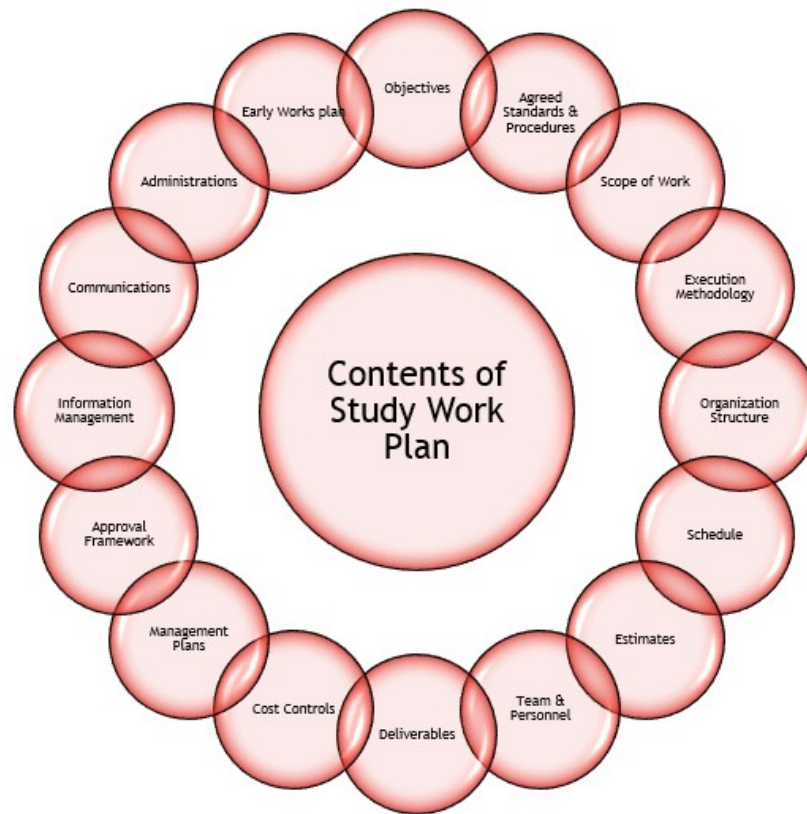 Objectives
Agreed
Standards &
Procedures
Scope of Work
Execution
Methodology
Organization
Structure
Schedule
Estimates
Team &
Personnel
Deliverables
Cost Controls
Management
Plans
Approval
Framework
Information
Management
Communications
Administrations
Early Works plan
Contents of
Study Work
Plan